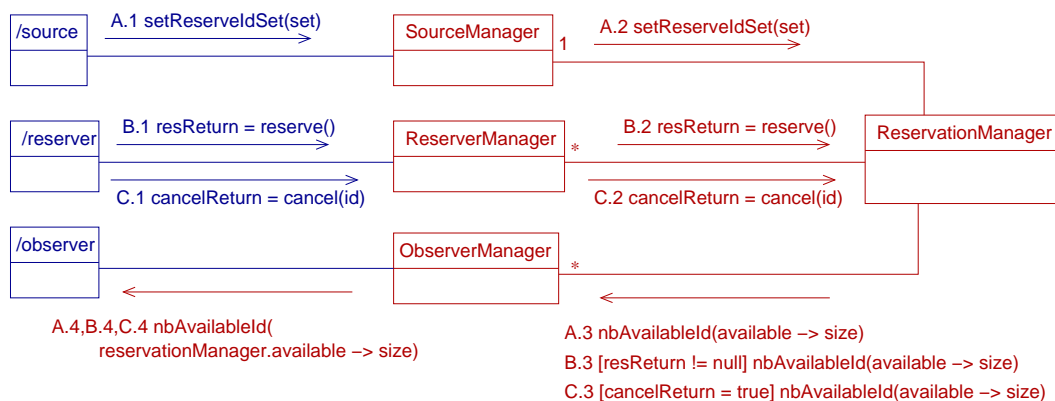 /source
A.1 setReserveIdSet(set)
SourceManager
1
A.2 setReserveIdSet(set)
/reserver
B.1 resReturn = reserve()
C.1 cancelReturn = cancel(id)
ReserverManager
*
B.2 resReturn = reserve()
C.2 cancelReturn = cancel(id)
ReservationManager
/observer
ObserverManager
*
A.4,B.4,C.4 nbAvailableId(
reservationManager.available −> size)
A.3 nbAvailableId(available −> size)
B.3 [resReturn != null] nbAvailableId(available −> size)
C.3 [cancelReturn = true] nbAvailableId(available −> size)